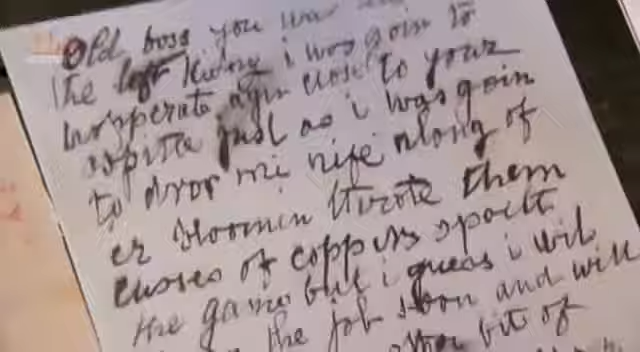 Old boss you was
the left kidny i was goin to
hoperate agin close to your
ospitle just as i was goin
to dror mi nife along of
er bloomin throte them
cusses of coppers spoilt
the game but i guess i wil
the job soon and will
bit of